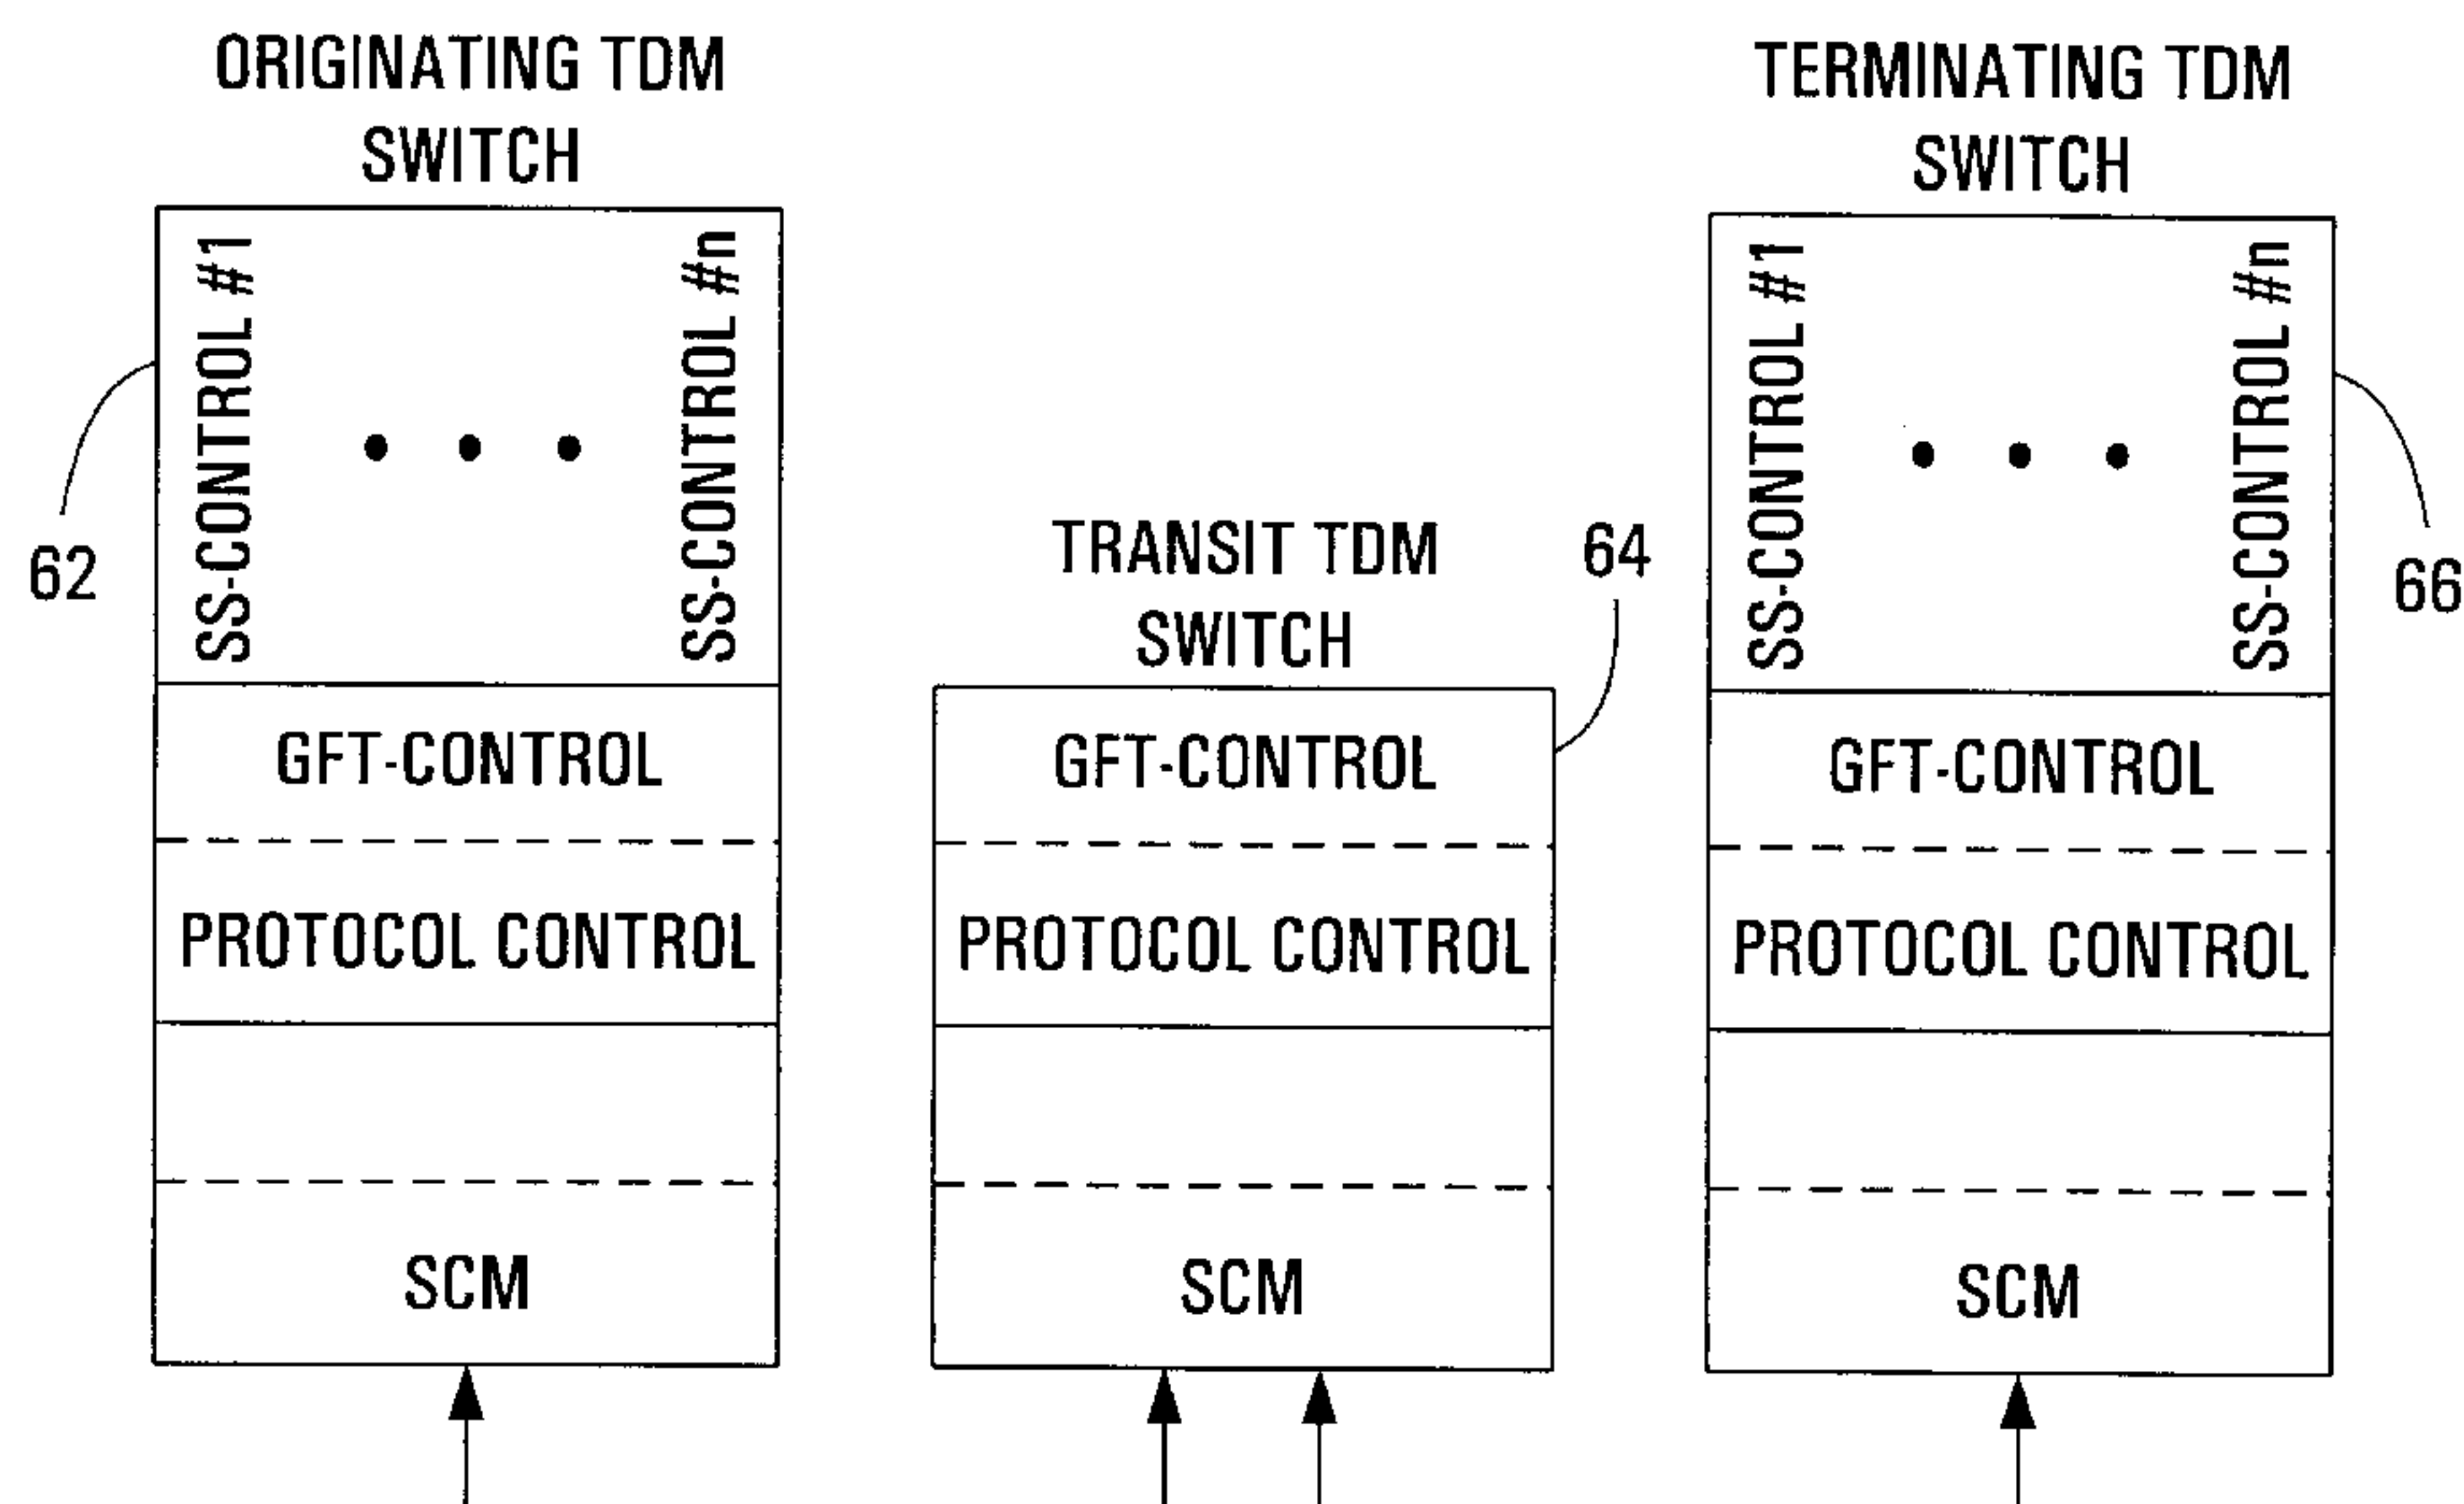 ORIGINATING TDM
SWITCH
SS-CONTROL #1
SS-CONTROL #n
62
GFT-CONTROL
PROTOCOL CONTROL
SCM
TRANSIT TDM
SWITCH
64
GFT-CONTROL
PROTOCOL CONTROL
SCM
TERMINATING TDM
SWITCH
SS-CONTROL #1
SS-CONTROL #n
66
GFT-CONTROL
PROTOCOL CONTROL
SCM